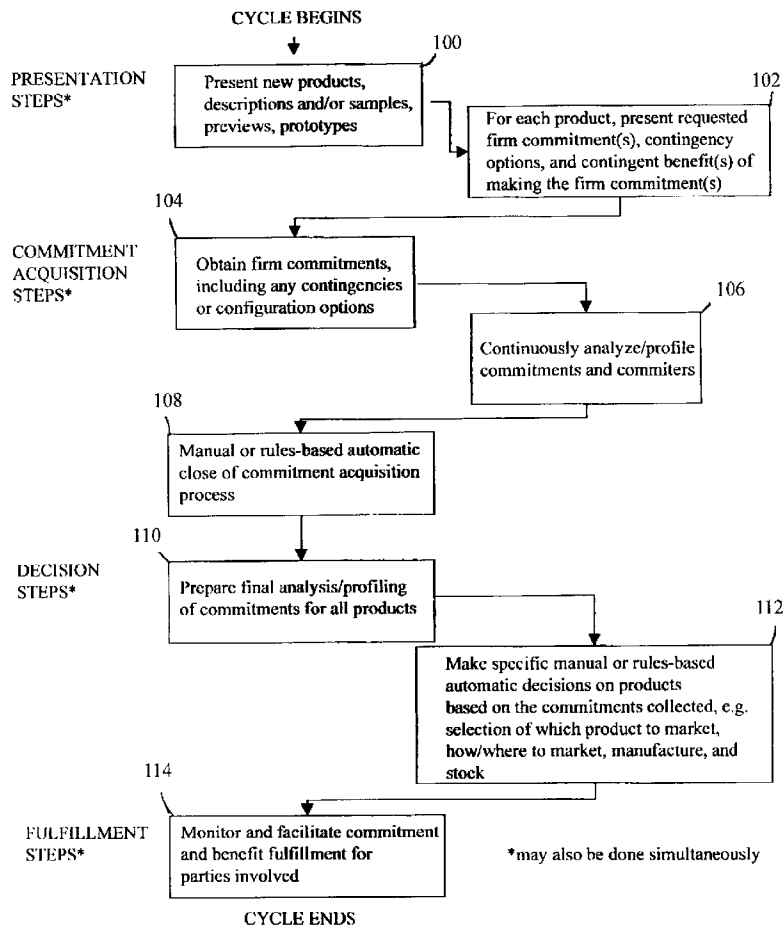 CYCLE BEGINS
100
PRESENTATION
STEPS*
Present new products,
descriptions and/or samples,
previews, prototypes
102
For each product, present requested
firm commitment(s), contingency
options, and contingent benefit(s) of
making the firm commitment(s)
104
COMMITMENT
ACQUISITION
STEPS*
Obtain firm commitments,
including any contingencies
or configuration options
106
Continuously analyze/profile
commitments and commiters
108
Manual or rules-based automatic
close of commitment acquisition
process
110
DECISION
STEPS*
Prepare final analysis/profiling
of commitments for all products
112
Make specific manual or rules-based
automatic decisions on products
based on the commitments collected, e.g.
selection of which product to market,
how/where to market, manufacture, and
stock
114
FULFILLMENT
STEPS*
Monitor and facilitate commitment
and benefit fulfillment for
parties involved
*may also be done simultaneously
CYCLE ENDS